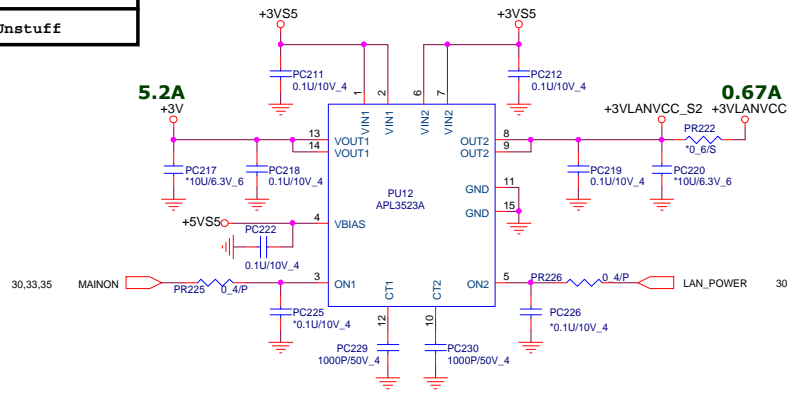 Unstuff
+3VS5
+3VS5
PC211
0.1U/10V_4
PC212
0.1U/10V_4
5.2A
+3V
0.67A
+3VLANVCC_S2
+3VLANVCC
PR222
*0_6/S
1
2
6
7
VIN1
VIN1
VIN2
VIN2
13
VOUT1
14
VOUT1
8
OUT2
9
OUT2
PC217
*10U/6.3V_6
PC218
0.1U/10V_4
PC219
0.1U/10V_4
PC220
*10U/6.3V_6
PU12
APL3523A
GND
11
GND
15
+5VS5
4
VBIAS
PC222
0.1U/10V_4
30,33,35
MAINON
PR225
0_4/P
3
ON1
ON2
5
PR226
0_4/P
LAN_POWER
30
CT1
CT2
12
10
PC225
*0.1U/10V_4
PC226
*0.1U/10V_4
PC229
1000P/50V_4
PC230
1000P/50V_4